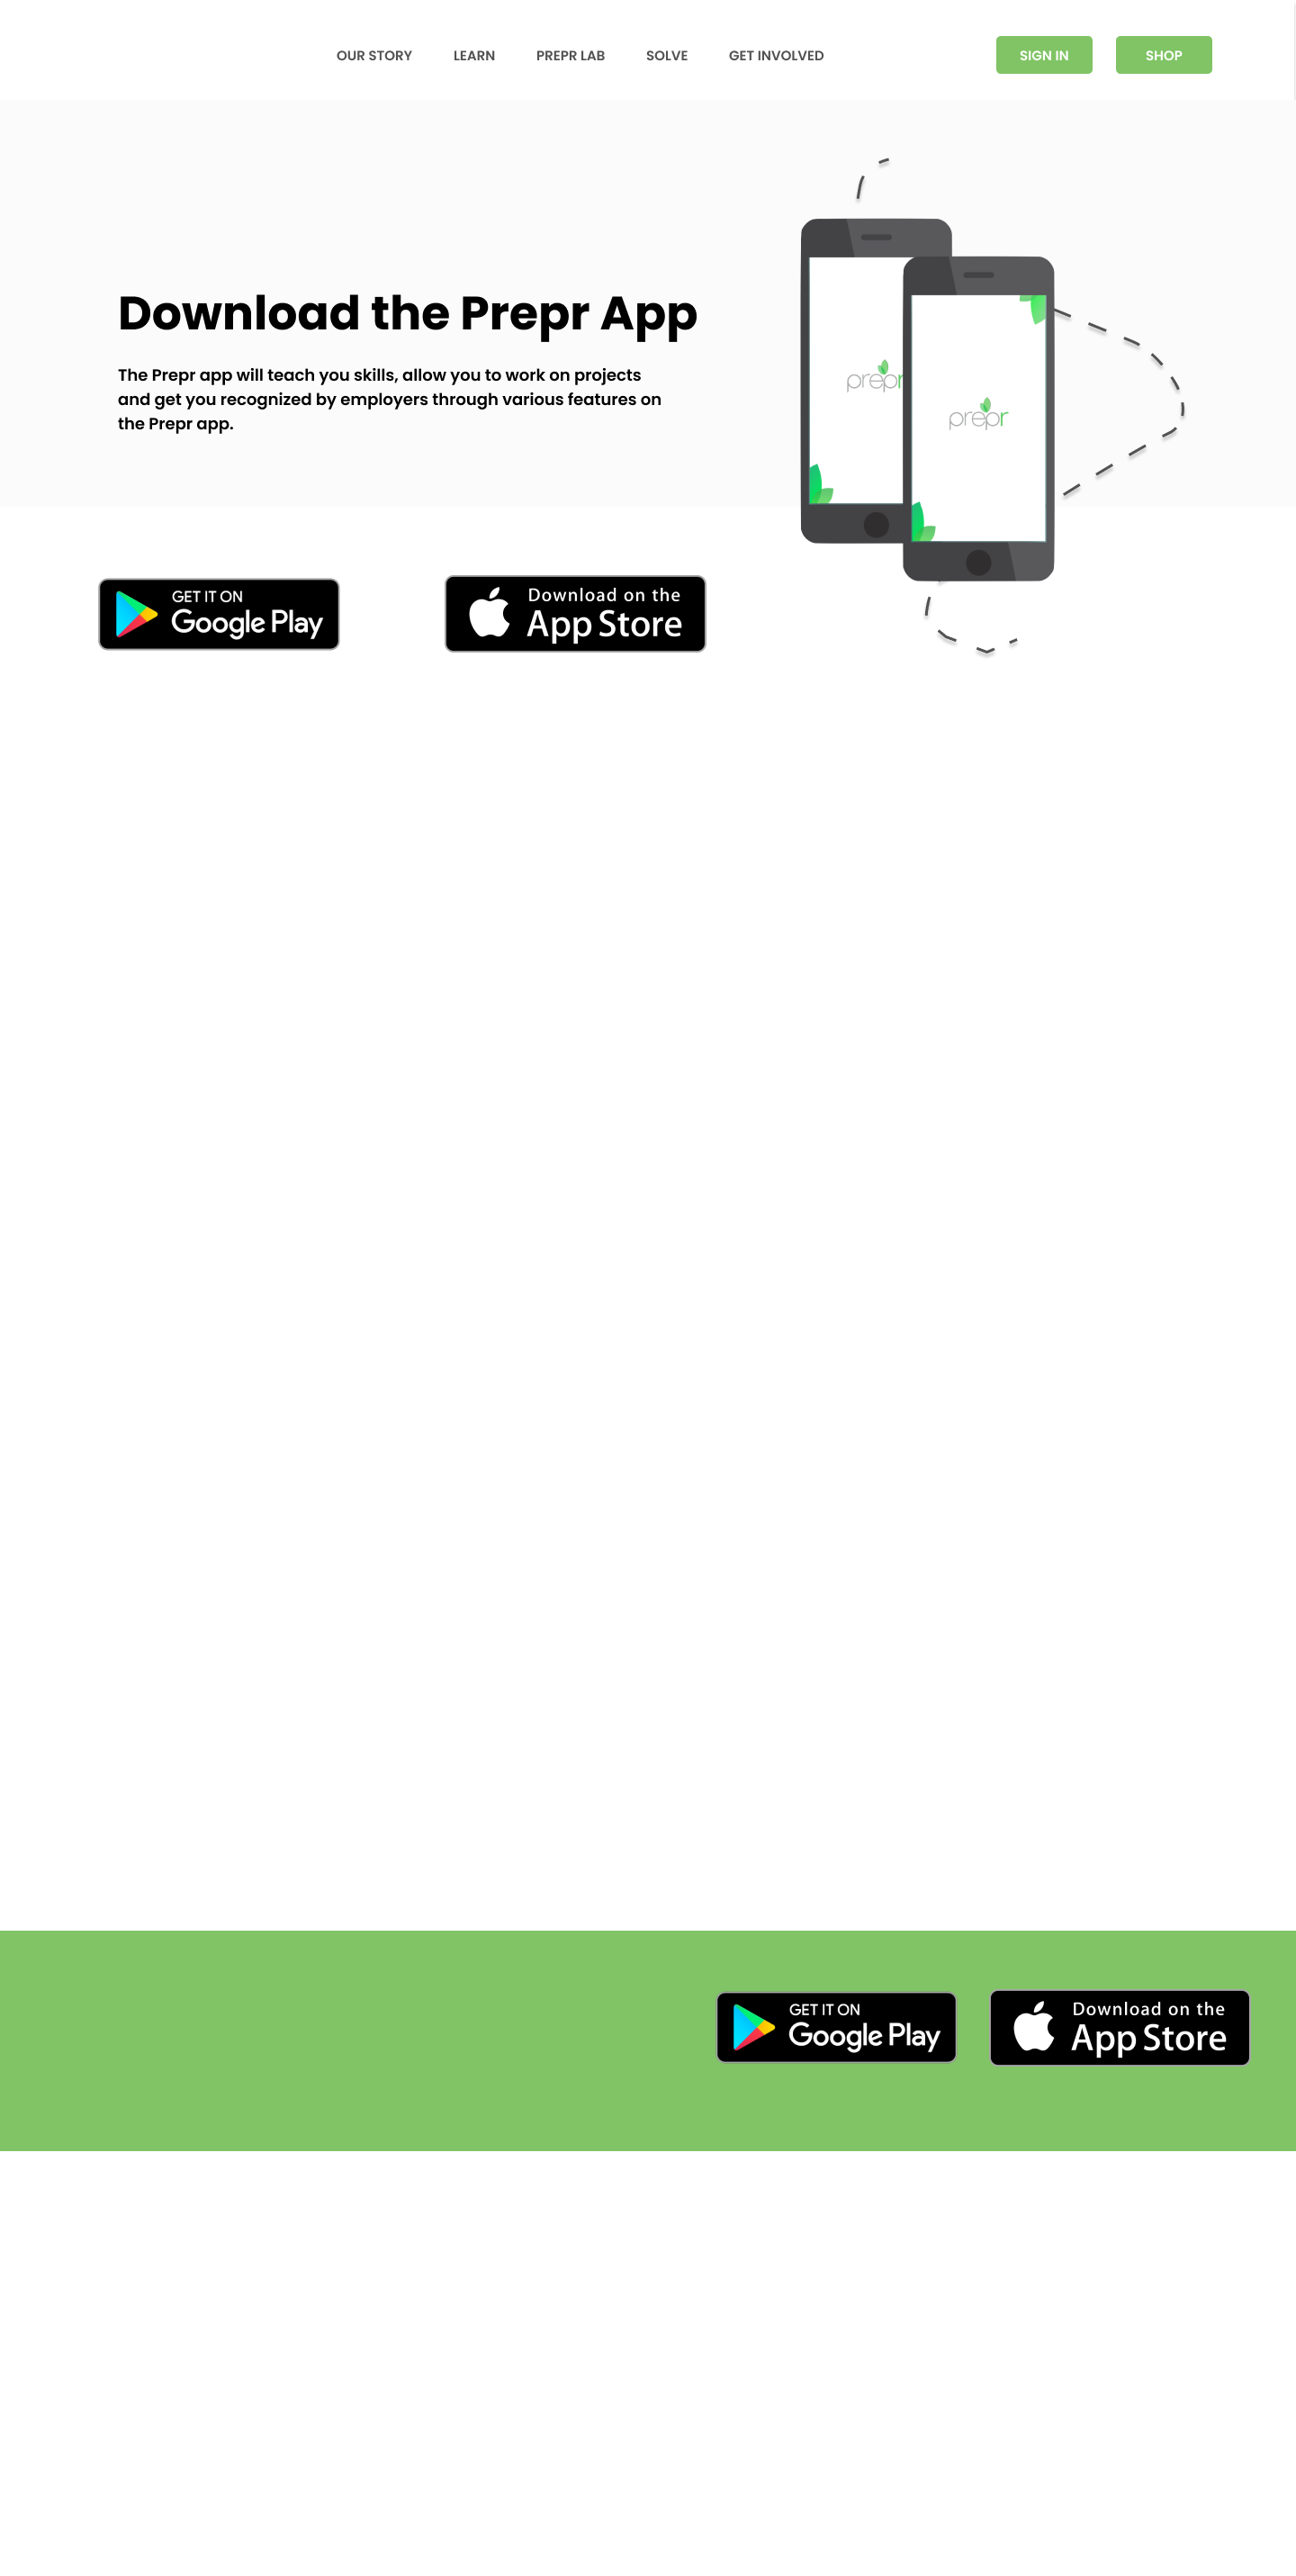 OUR STORY LEARN PREPR LAB SOLVE GET INVOLVED SIGN IN SHOP
Download the Prepr App
The Prepr app will teach you skills, allow you to work on projects
and get you recognized by employers through various features on
the Prepr app.
prepr
prepr
GET IT ON
Google Play
Download on the
App Store
GET IT ON
Google Play
Download on the
App Store